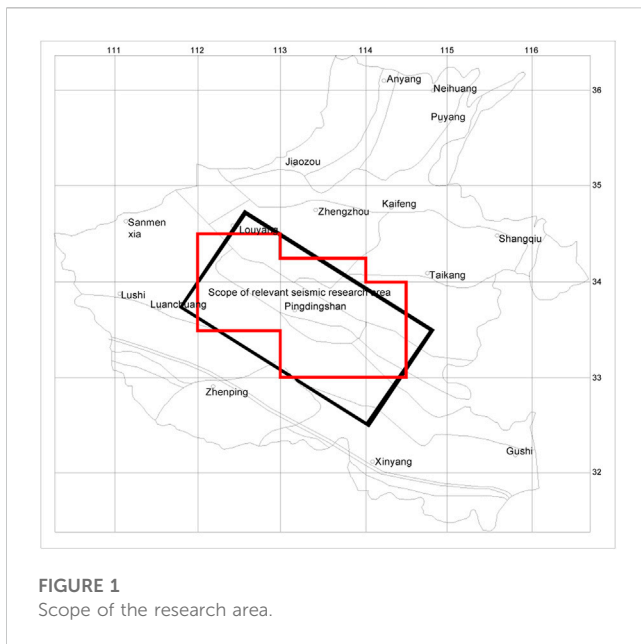 111 112 113 114 115 116
Anyang
36
Neihuang
Puyang
Jiaozou
35
Kaifeng
Zhengzhou
Sanmen
xia
Louyang
Shangqiu
Taikang
34
Scope of relevant seismic research area
Lushi
Luanchuang
Pingdingshan
33
Zhenping
Gushi
Xinyang
32
FIGURE 1
Scope of the research area.